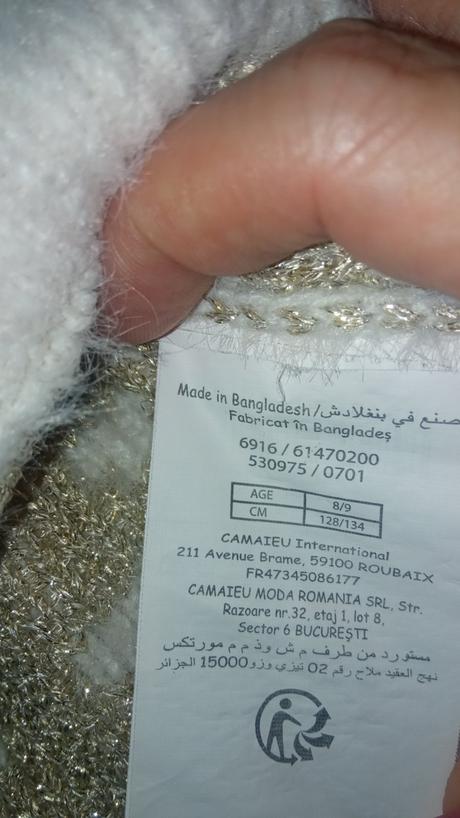 Made in Bangladesh/صنع في بنغلادش
Fabricat în Bangladeş
6916 / 61470200
530975 / 0701
AGE 8/9
CM 128/134
CAMAIEU International
211 Avenue Brame, 59100 ROUBAIX
FR47345086177
CAMAIEU MODA ROMANIA SRL, Str.
Razoare nr.32, etaj 1, lot 8,
Sector 6 BUCUREŞTI
مستورد من طرف م ش وذ م م مورتكس
نهج العقيد ملاح رقم 02 تيزي وزو15000 الجزائر